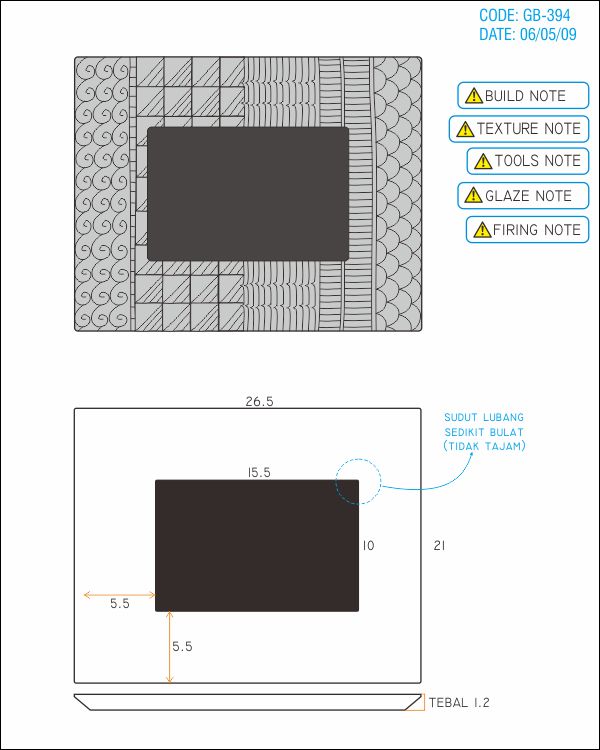 CODE: GB-394
DATE: 06/05/09
BUILD NOTE
TEXTURE NOTE
TOOLS NOTE
GLAZE NOTE
FIRING NOTE
26.5
SUDUT LUBANG
SEDIKIT BULAT
(TIDAK TAJAM)
15.5
10
21
5.5
5.5
TEBAL 1.2